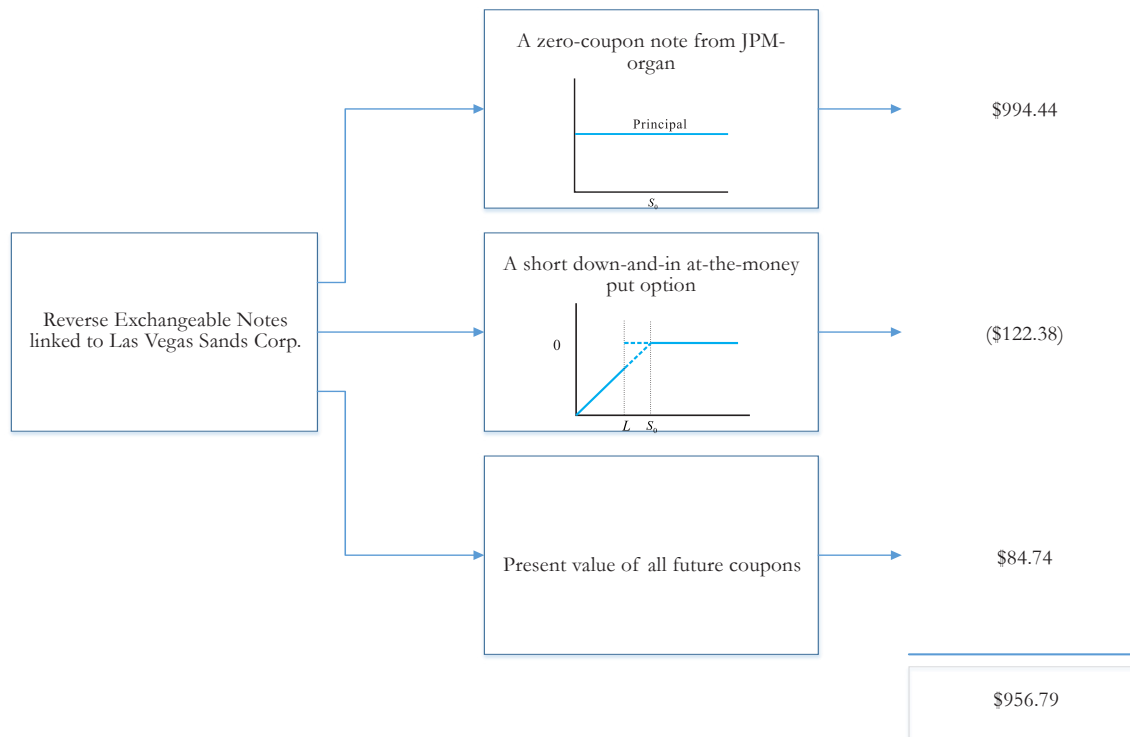 A zero-coupon note from JPM-
organ
Principal
S₀
$994.44
Reverse Exchangeable Notes
linked to Las Vegas Sands Corp.
A short down-and-in at-the-money
put option
0
L S₀
($122.38)
Present value of all future coupons
$84.74
$956.79